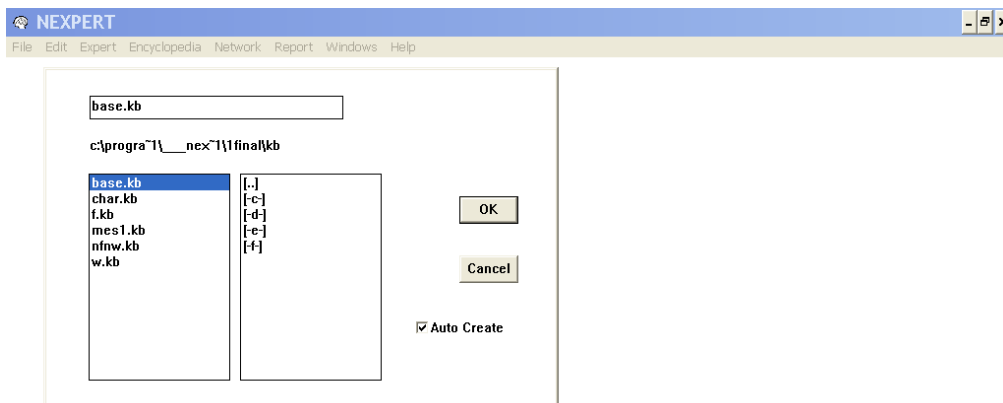 NEXPERT
File Edit Expert Encyclopedia Network Report Windows Help
base.kb
c:\progra~1\___nex~1\1final\kb
base.kb
char.kb
f.kb
mes1.kb
nfnw.kb
w.kb
[..]
[-c-]
[-d-]
[-e-]
[-f-]
OK
Cancel
Auto Create